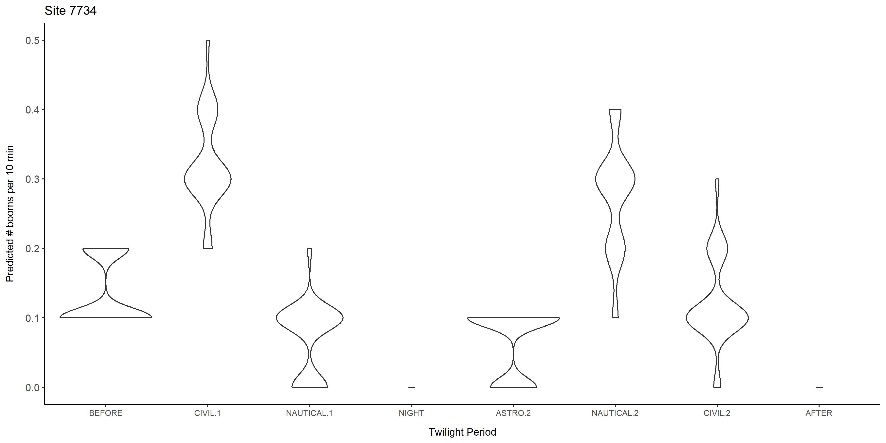 Site 7734
0.5
0.4
0.3
0.2
0.1
0.0
Predicted # booms per 10 min
BEFORE CIVIL.1 NAUTICAL.1 NIGHT ASTRO.2 NAUTICAL.2 CIVIL.2 AFTER
Twilight Period